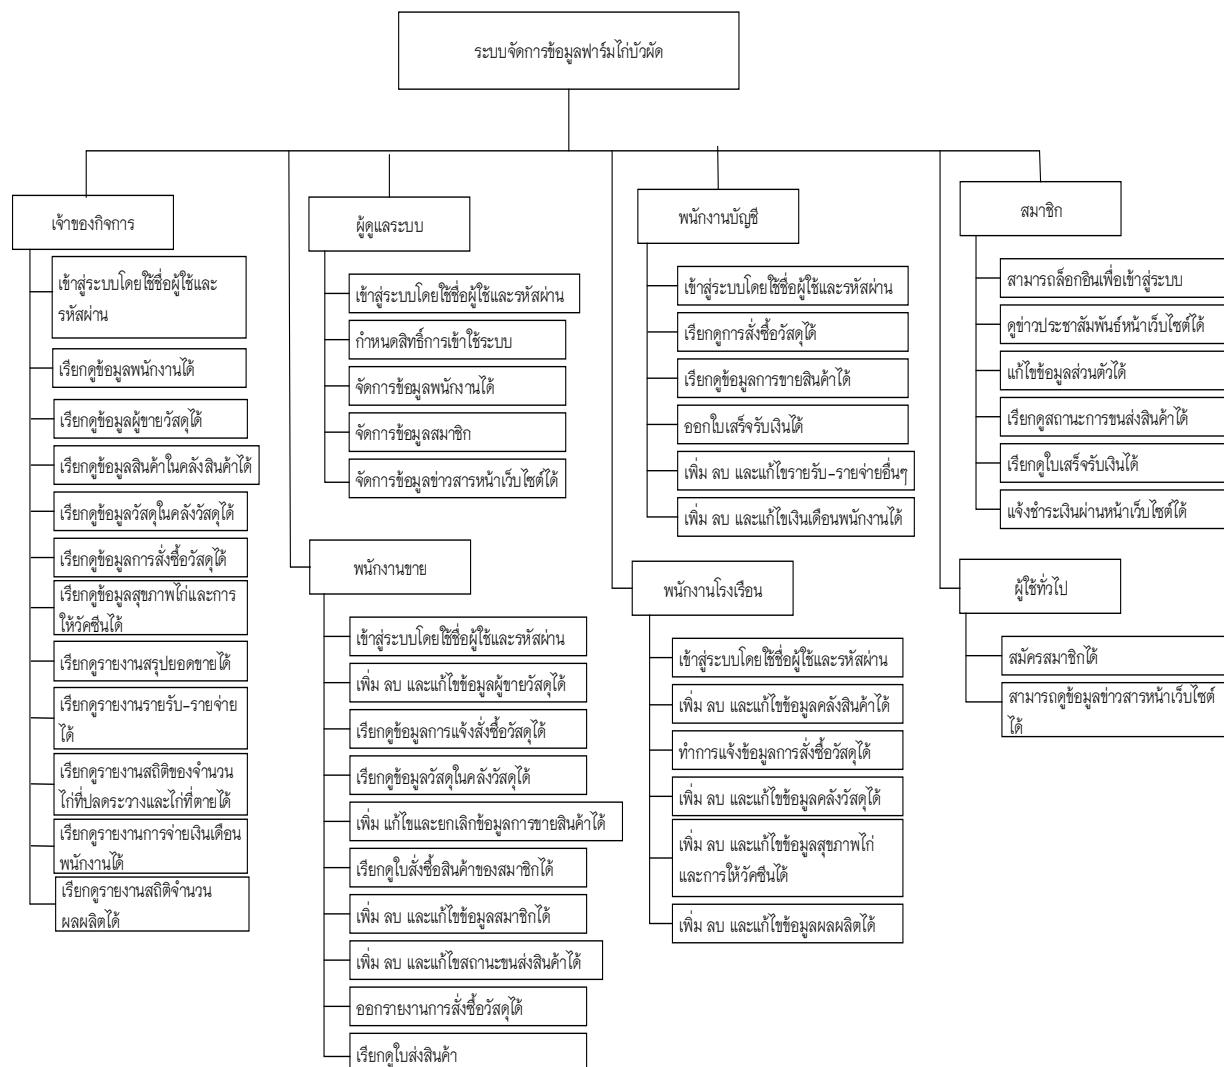 ระบบจัดการข้อมูลฟาร์มไก่บัวผัด
เจ้าของกิจการ
เข้าสู่ระบบโดยใช้ชื่อผู้ใช้และ
รหัสผ่าน
เรียกดูข้อมูลพนักงานได้
เรียกดูข้อมูลผู้ขายวัสดุได้
เรียกดูข้อมูลสินค้าในคลังสินค้าได้
เรียกดูข้อมูลวัสดุในคลังวัสดุได้
เรียกดูข้อมูลการสั่งซื้อวัสดุได้
เรียกดูข้อมูลสุขภาพไก่และการ
ให้วัคซีนได้
เรียกดูรายงานสรุปยอดขายได้
เรียกดูรายงานรายรับ-รายจ่าย
ได้
เรียกดูรายงานสถิติของจำนวน
ไก่ที่ปลดระวางและไก่ที่ตายได้
เรียกดูรายงานการจ่ายเงินเดือน
พนักงานได้
เรียกดูรายงานสถิติจำนวน
ผลผลิตได้
ผู้ดูแลระบบ
เข้าสู่ระบบโดยใช้ชื่อผู้ใช้และรหัสผ่าน
กำหนดสิทธิ์การเข้าใช้ระบบ
จัดการข้อมูลพนักงานได้
จัดการข้อมูลสมาชิก
จัดการข้อมูลข่าวสารหน้าเว็บไซต์ได้
พนักงานขาย
เข้าสู่ระบบโดยใช้ชื่อผู้ใช้และรหัสผ่าน
เพิ่ม ลบ และแก้ไขข้อมูลผู้ขายวัสดุได้
เรียกดูข้อมูลการแจ้งสั่งซื้อวัสดุได้
เรียกดูข้อมูลวัสดุในคลังวัสดุได้
เพิ่ม แก้ไขและยกเลิกข้อมูลการขายสินค้าได้
เรียกดูใบสั่งซื้อสินค้าของสมาชิกได้
เพิ่ม ลบ และแก้ไขข้อมูลสมาชิกได้
เพิ่ม ลบ และแก้ไขสถานะขนส่งสินค้าได้
ออกรายงานการสั่งซื้อวัสดุได้
เรียกดูใบส่งสินค้า
พนักงานบัญชี
เข้าสู่ระบบโดยใช้ชื่อผู้ใช้และรหัสผ่าน
เรียกดูการสั่งซื้อวัสดุได้
เรียกดูข้อมูลการขายสินค้าได้
ออกใบเสร็จรับเงินได้
เพิ่ม ลบ และแก้ไขรายรับ-รายจ่ายอื่นๆ
เพิ่ม ลบ และแก้ไขเงินเดือนพนักงานได้
พนักงานโรงเรือน
เข้าสู่ระบบโดยใช้ชื่อผู้ใช้และรหัสผ่าน
เพิ่ม ลบ และแก้ไขข้อมูลคลังสินค้าได้
ทำการแจ้งข้อมูลการสั่งซื้อวัสดุได้
เพิ่ม ลบ และแก้ไขข้อมูลคลังวัสดุได้
เพิ่ม ลบ และแก้ไขข้อมูลสุขภาพไก่
และการให้วัคซีนได้
เพิ่ม ลบ และแก้ไขข้อมูลผลผลิตได้
สมาชิก
สามารถล็อกอินเพื่อเข้าสู่ระบบ
ดูข่าวประชาสัมพันธ์หน้าเว็บไซต์ได้
แก้ไขข้อมูลส่วนตัวได้
เรียกดูสถานะการขนส่งสินค้าได้
เรียกดูใบเสร็จรับเงินได้
แจ้งชำระเงินผ่านหน้าเว็บไซต์ได้
ผู้ใช้ทั่วไป
สมัครสมาชิกได้
สามารถดูข้อมูลข่าวสารหน้าเว็บไซต์
ได้